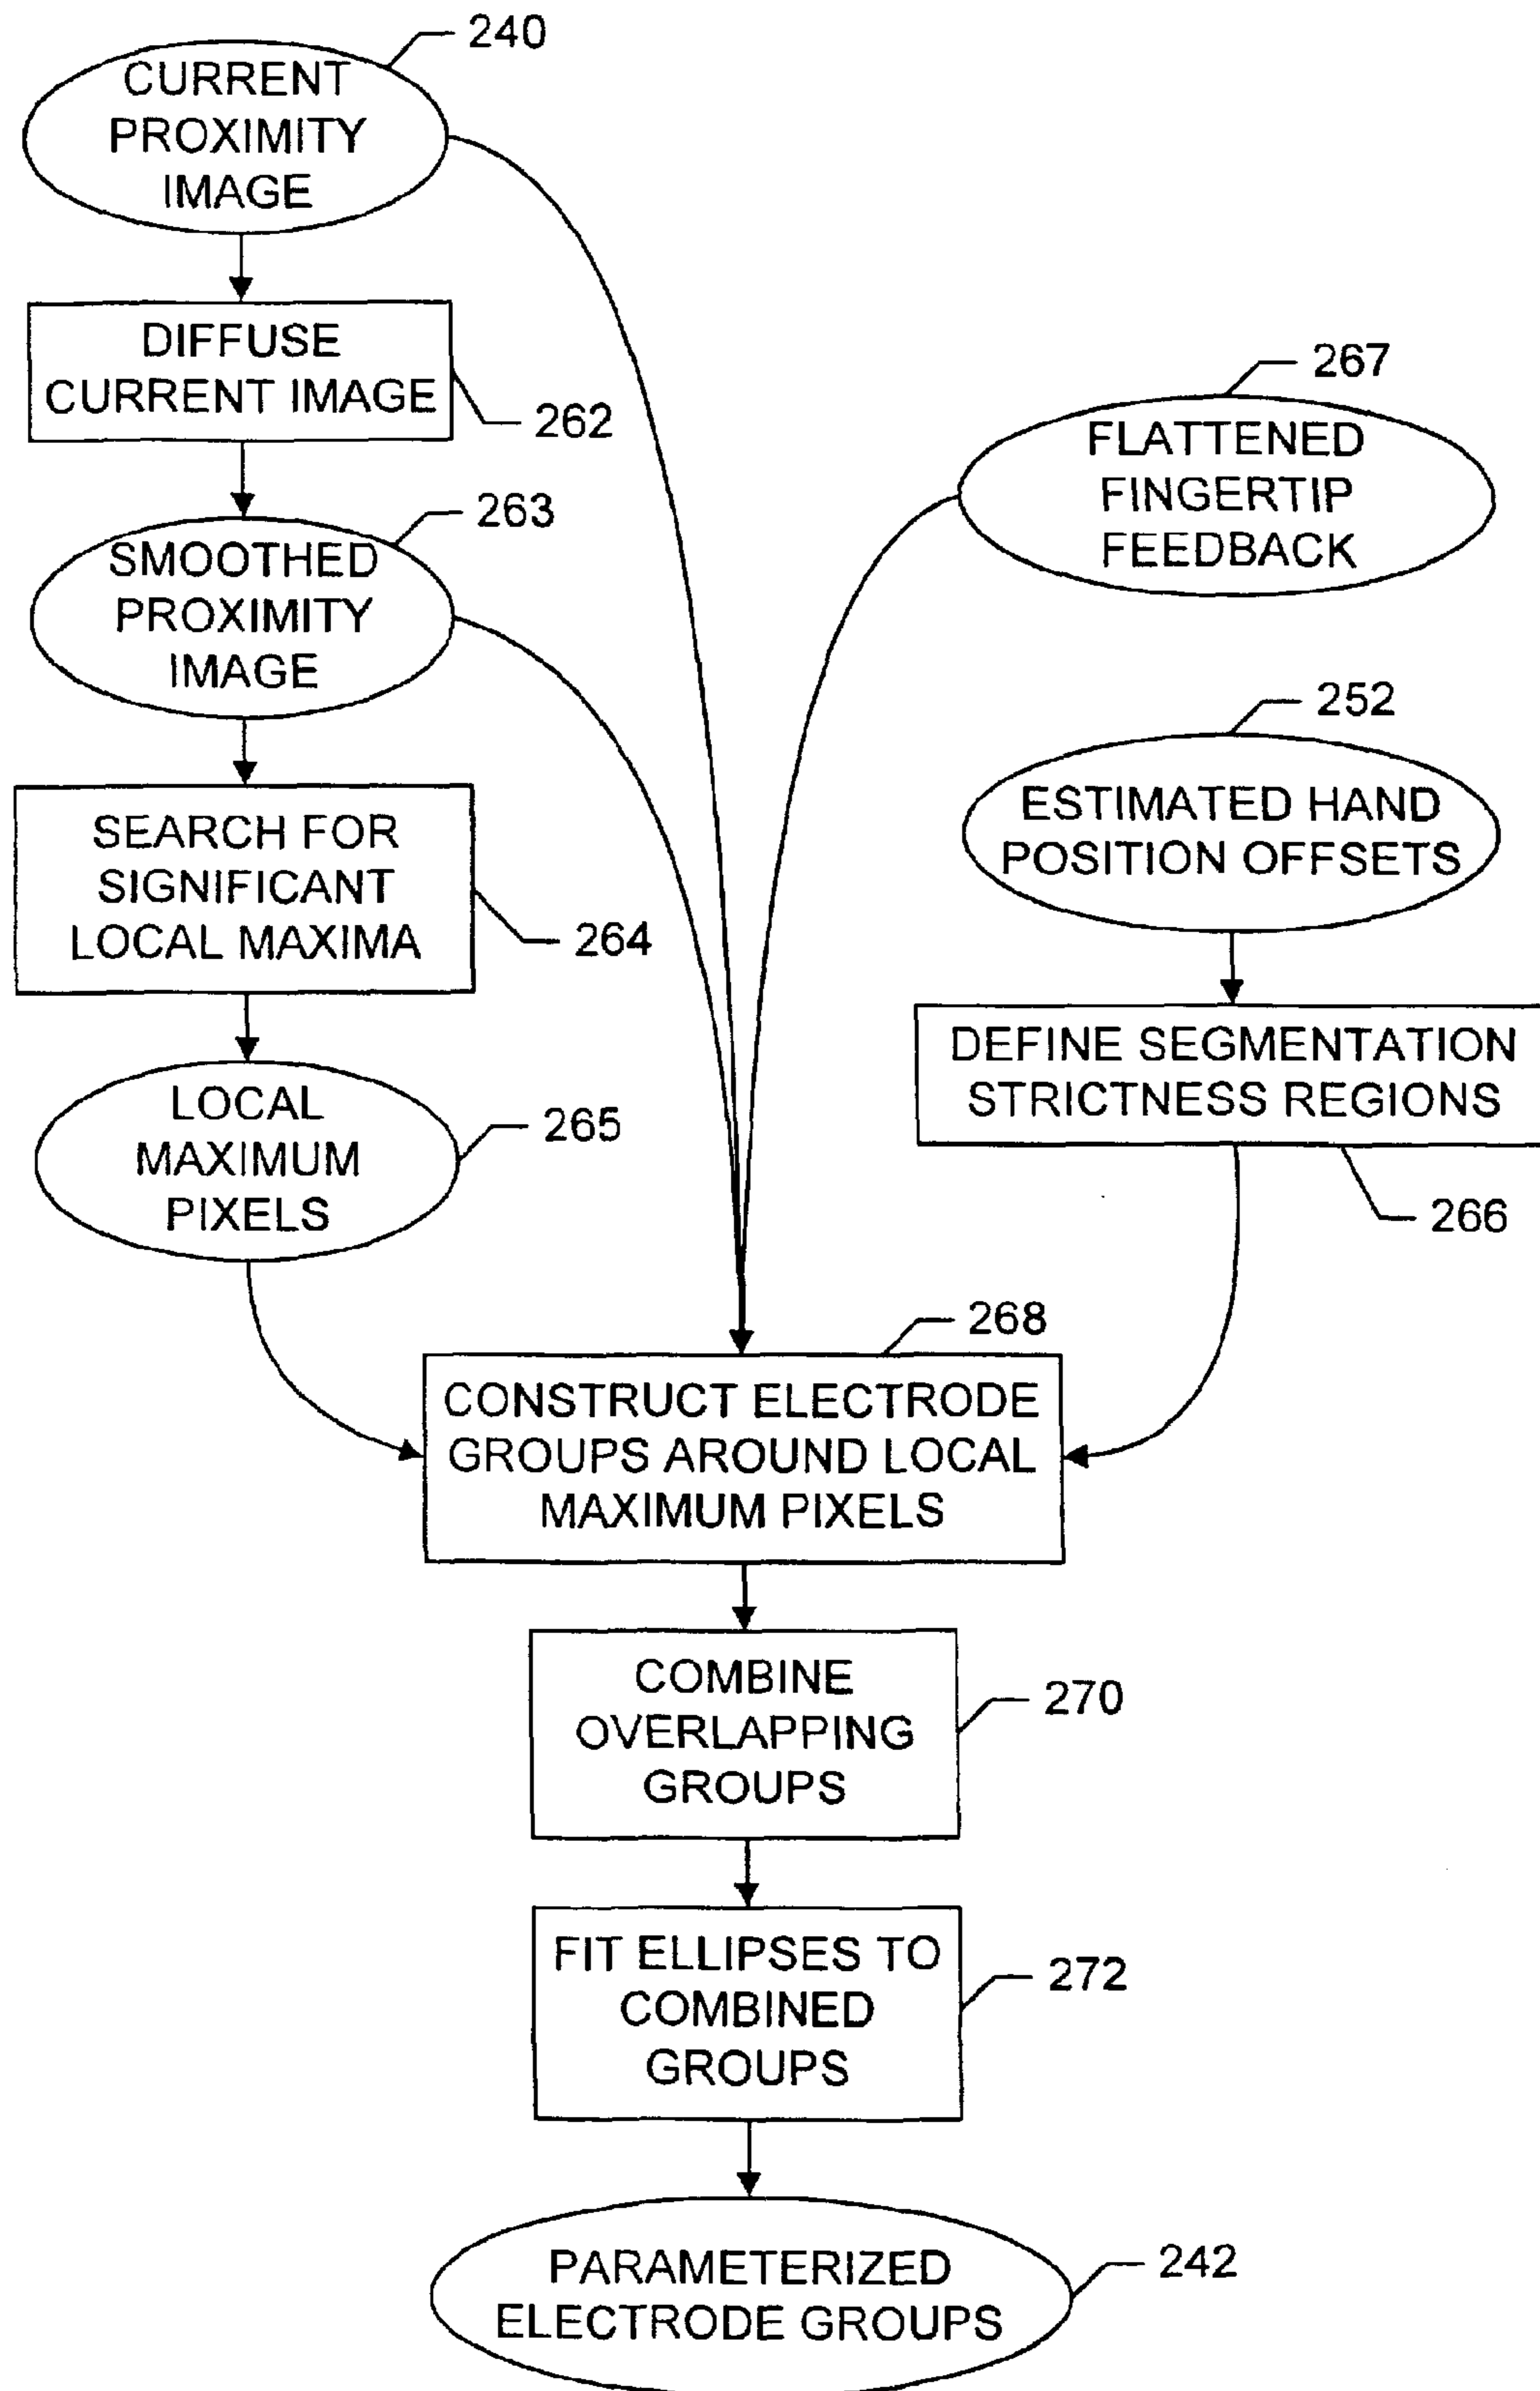 240
CURRENT
PROXIMITY
IMAGE
DIFFUSE
CURRENT IMAGE
262
263
SMOOTHED
PROXIMITY
IMAGE
267
FLATTENED
FINGERTIP
FEEDBACK
252
ESTIMATED HAND
POSITION OFFSETS
SEARCH FOR
SIGNIFICANT
LOCAL MAXIMA
264
DEFINE SEGMENTATION
STRICTNESS REGIONS
266
LOCAL
MAXIMUM
PIXELS
265
268
CONSTRUCT ELECTRODE
GROUPS AROUND LOCAL
MAXIMUM PIXELS
COMBINE
OVERLAPPING
GROUPS
270
FIT ELLIPSES TO
COMBINED
GROUPS
272
PARAMETERIZED
ELECTRODE GROUPS
242